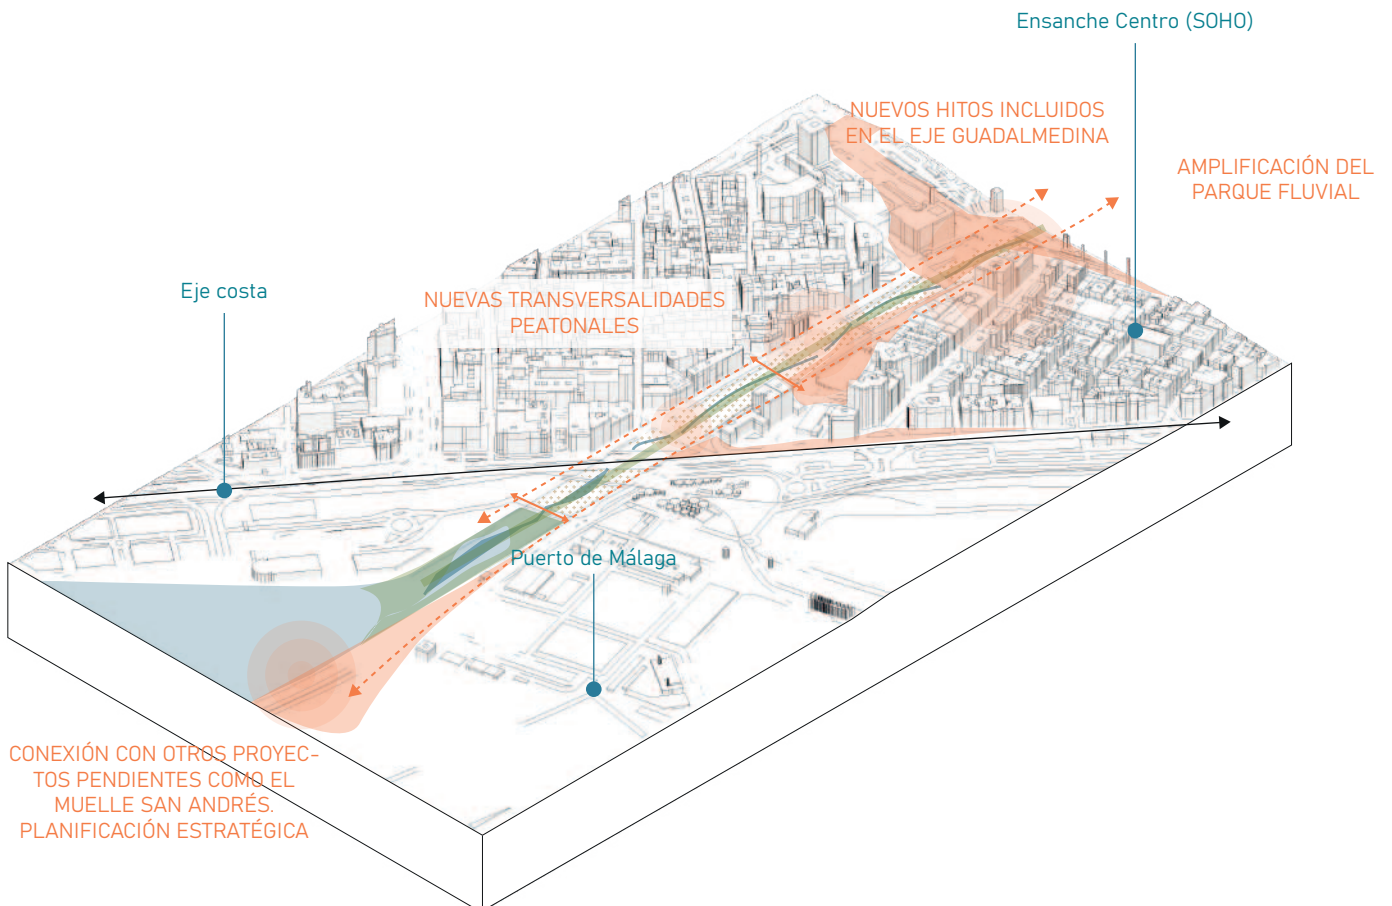 Ensanche Centro (SOHO)
NUEVOS HITOS INCLUIDOS
EN EL EJE GUADALMEDINA
AMPLIFICACIÓN DEL
PARQUE FLUVIAL
Eje costa
NUEVAS TRANSVERSALIDADES
PEATONALES
Puerto de Málaga
CONEXIÓN CON OTROS PROYEC-
TOS PENDIENTES COMO EL
MUELLE SAN ANDRÉS.
PLANIFICACIÓN ESTRATÉGICA